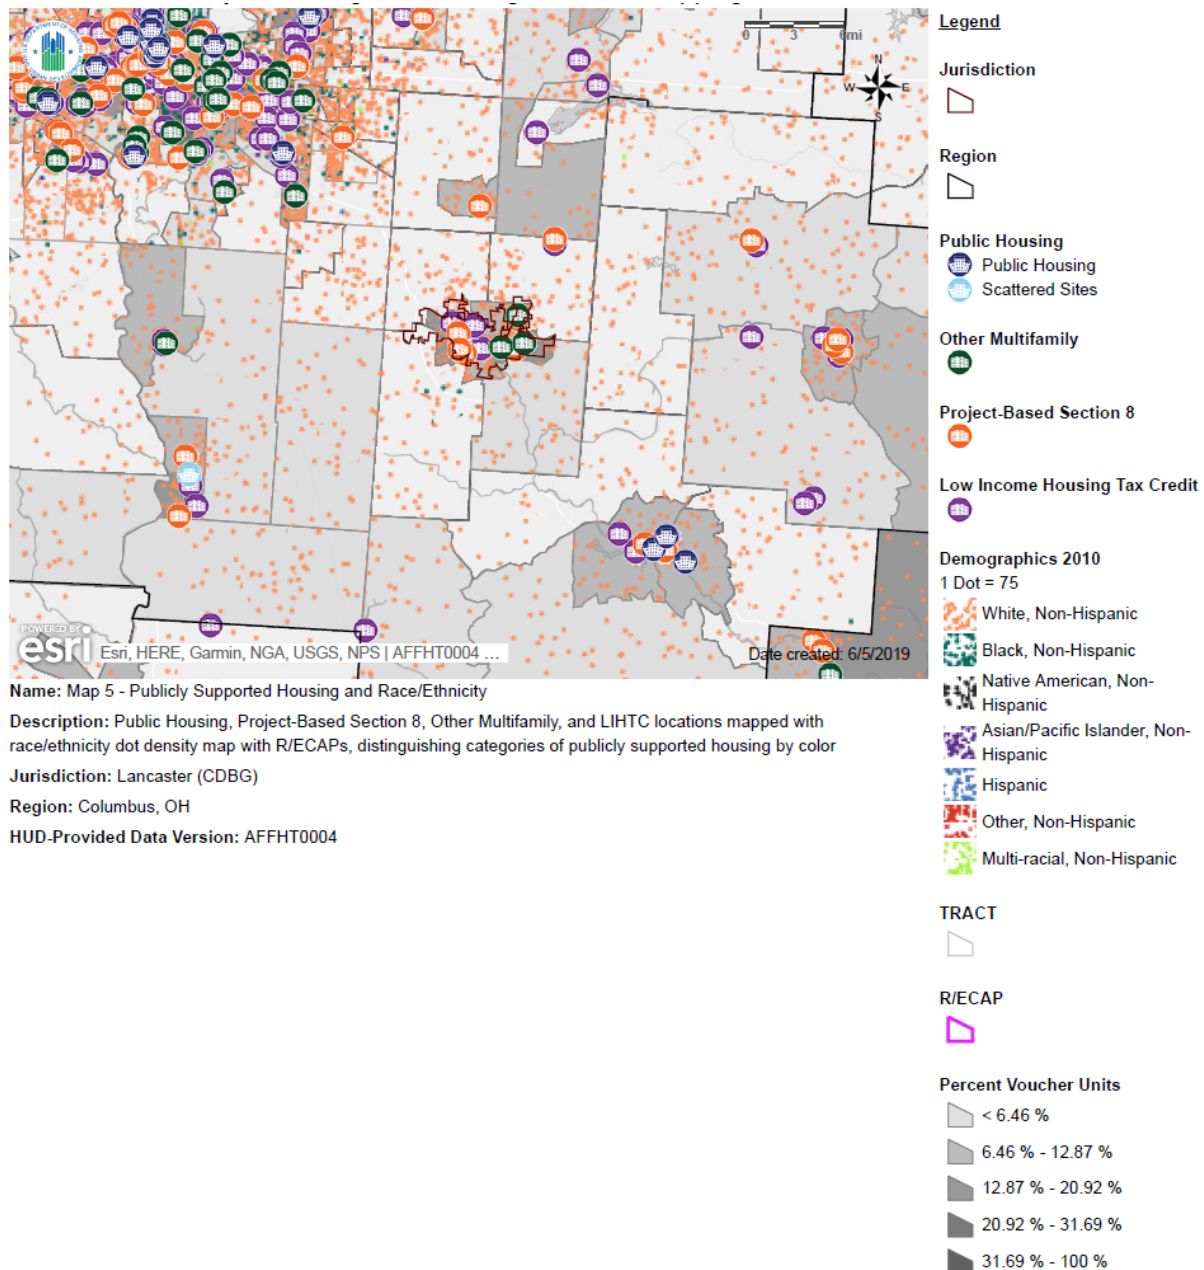 0 3 6mi
N
W E
S
POWERED BY
esri
Esri, HERE, Garmin, NGA, USGS, NPS | AFFHT0004 ...
Date created: 6/5/2019
Name: Map 5 - Publicly Supported Housing and Race/Ethnicity
Description: Public Housing, Project-Based Section 8, Other Multifamily, and LIHTC locations mapped with
race/ethnicity dot density map with R/ECAPs, distinguishing categories of publicly supported housing by color
Jurisdiction: Lancaster (CDBG)
Region: Columbus, OH
HUD-Provided Data Version: AFFHT0004
Legend
Jurisdiction
Region
Public Housing
Public Housing
Scattered Sites
Other Multifamily
Project-Based Section 8
Low Income Housing Tax Credit
Demographics 2010
1 Dot = 75
White, Non-Hispanic
Black, Non-Hispanic
Native American, Non-
Hispanic
Asian/Pacific Islander, Non-
Hispanic
Hispanic
Other, Non-Hispanic
Multi-racial, Non-Hispanic
TRACT
R/ECAP
Percent Voucher Units
< 6.46 %
6.46 % - 12.87 %
12.87 % - 20.92 %
20.92 % - 31.69 %
31.69 % - 100 %